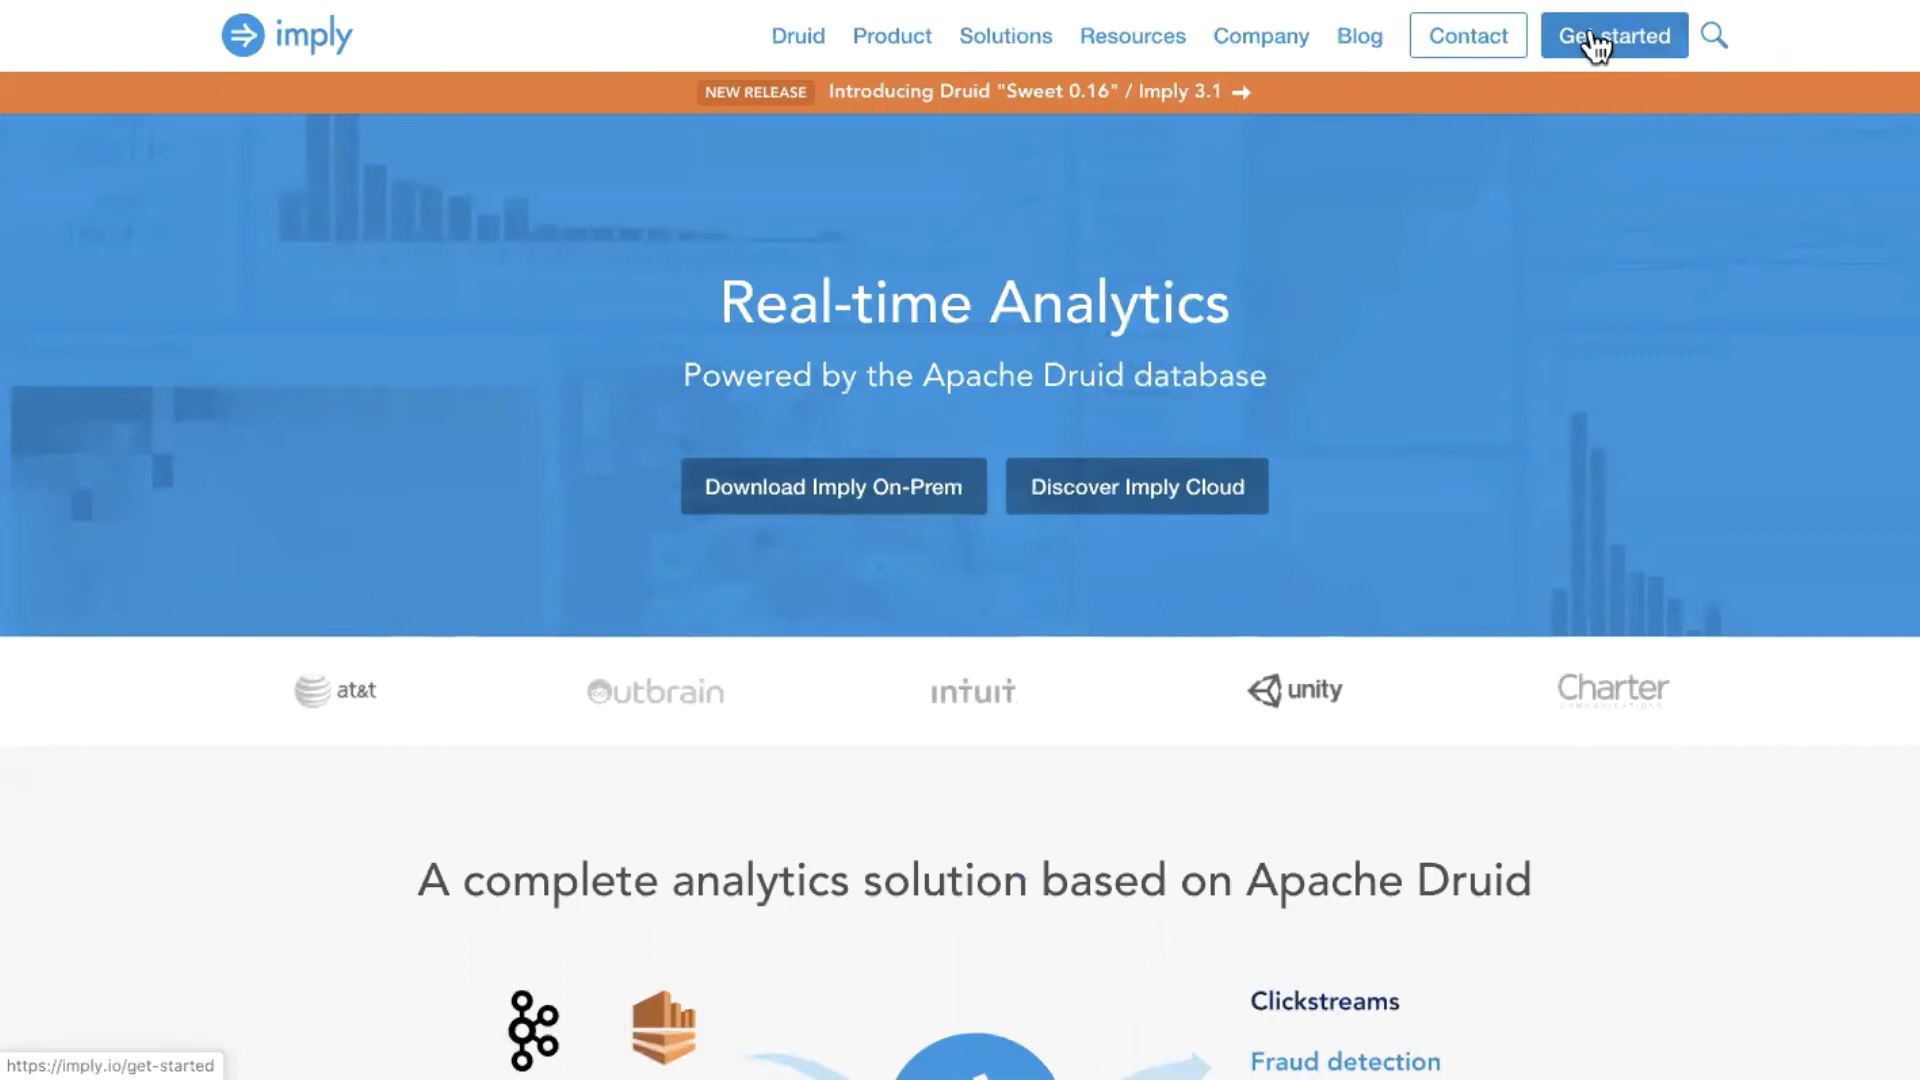 imply
Druid
Product
Solutions
Resources
Company
Blog
Contact
Get started
NEW RELEASE
Introducing Druid "Sweet 0.16" / Imply 3.1 →
Real-time Analytics
Powered by the Apache Druid database
Download Imply On-Prem
Discover Imply Cloud
at&t
Outbrain
intuit
unity
Charter
COMMUNICATIONS
A complete analytics solution based on Apache Druid
Clickstreams
Fraud detection
https://imply.io/get-started